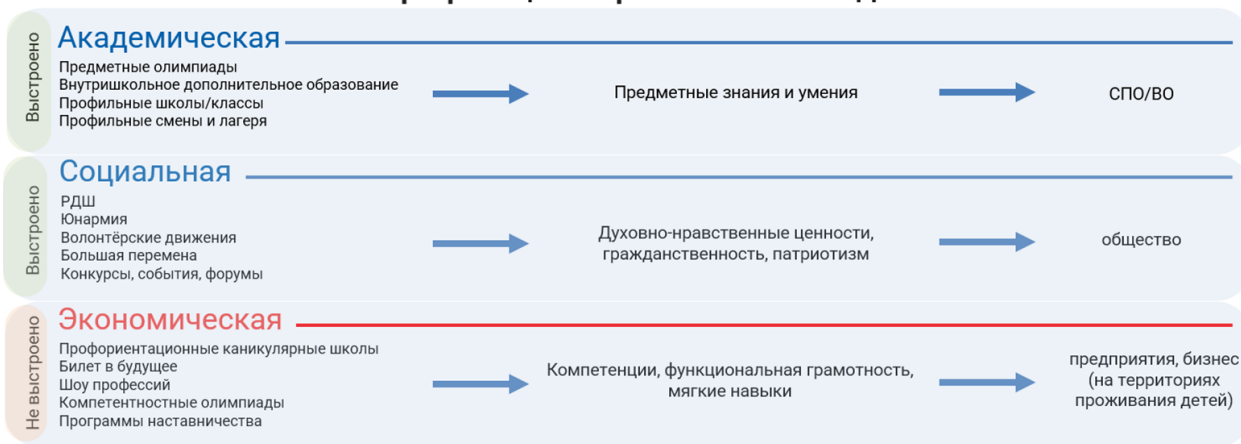 Выстроено
Академическая
Предметные олимпиады
Внутришкольное дополнительное образование
Профильные школы/классы
Профильные смены и лагеря
Предметные знания и умения
СПО/ВО
Выстроено
Социальная
РДШ
Юнармия
Волонтёрские движения
Большая перемена
Конкурсы, события, форумы
Духовно-нравственные ценности,
гражданственность, патриотизм
общество
Не выстроено
Экономическая
Профориентационные каникулярные школы
Билет в будущее
Шоу профессий
Компетентностные олимпиады
Программы наставничества
Компетенции, функциональная грамотность,
мягкие навыки
предприятия, бизнес
(на территориях
проживания детей)